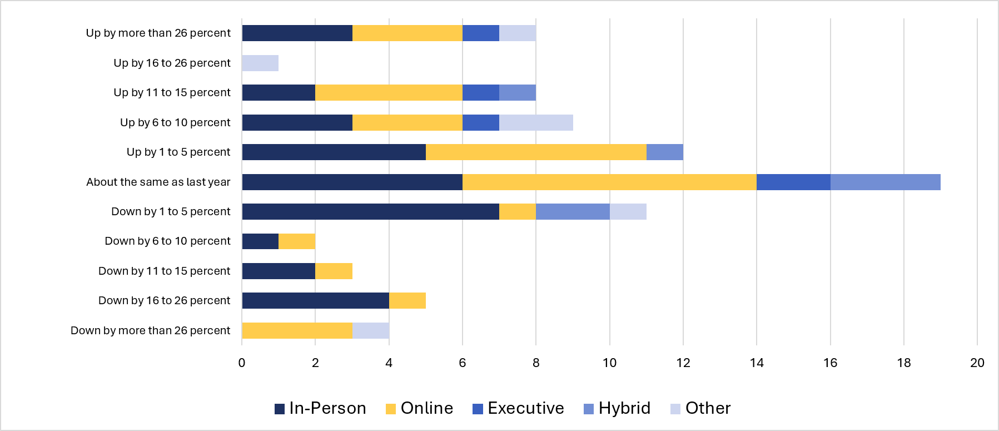 Up by more than 26 percent
Up by 16 to 26 percent
Up by 11 to 15 percent
Up by 6 to 10 percent
Up by 1 to 5 percent
About the same as last year
Down by 1 to 5 percent
Down by 6 to 10 percent
Down by 11 to 15 percent
Down by 16 to 26 percent
Down by more than 26 percent
0 2 4 6 8 10 12 14 16 18 20
In-Person Online Executive Hybrid Other